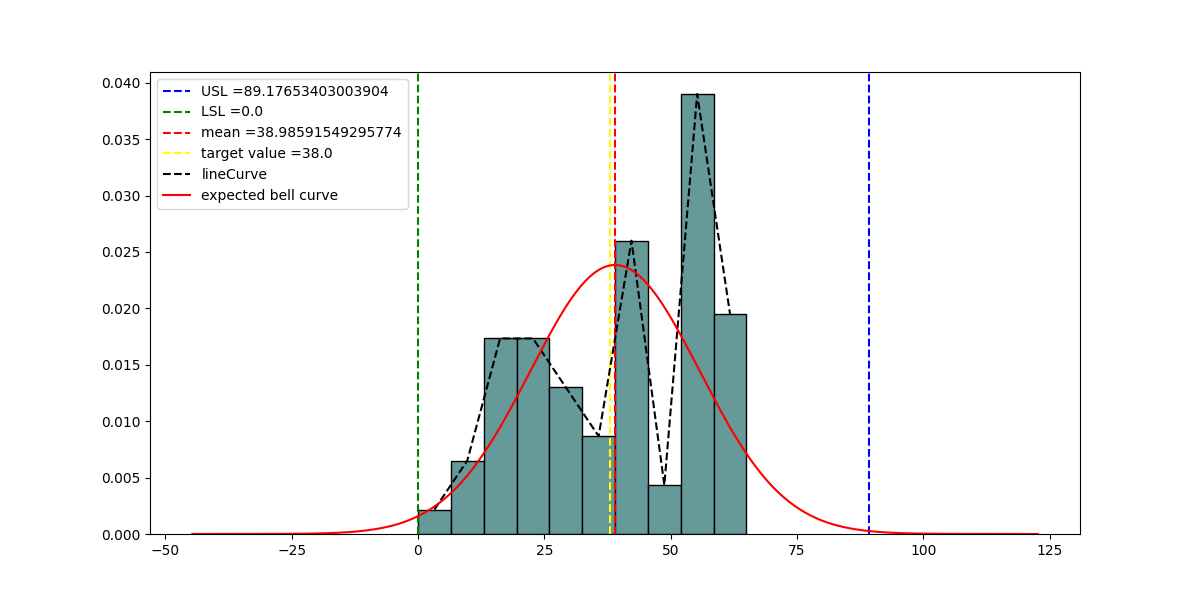 0.040
0.035
0.030
0.025
0.020
0.015
0.010
0.005
0.000
USL =89.17653403003904
LSL =0.0
mean =38.98591549295774
target value =38.0
lineCurve
expected bell curve
−50 −25 0 25 50 75 100 125